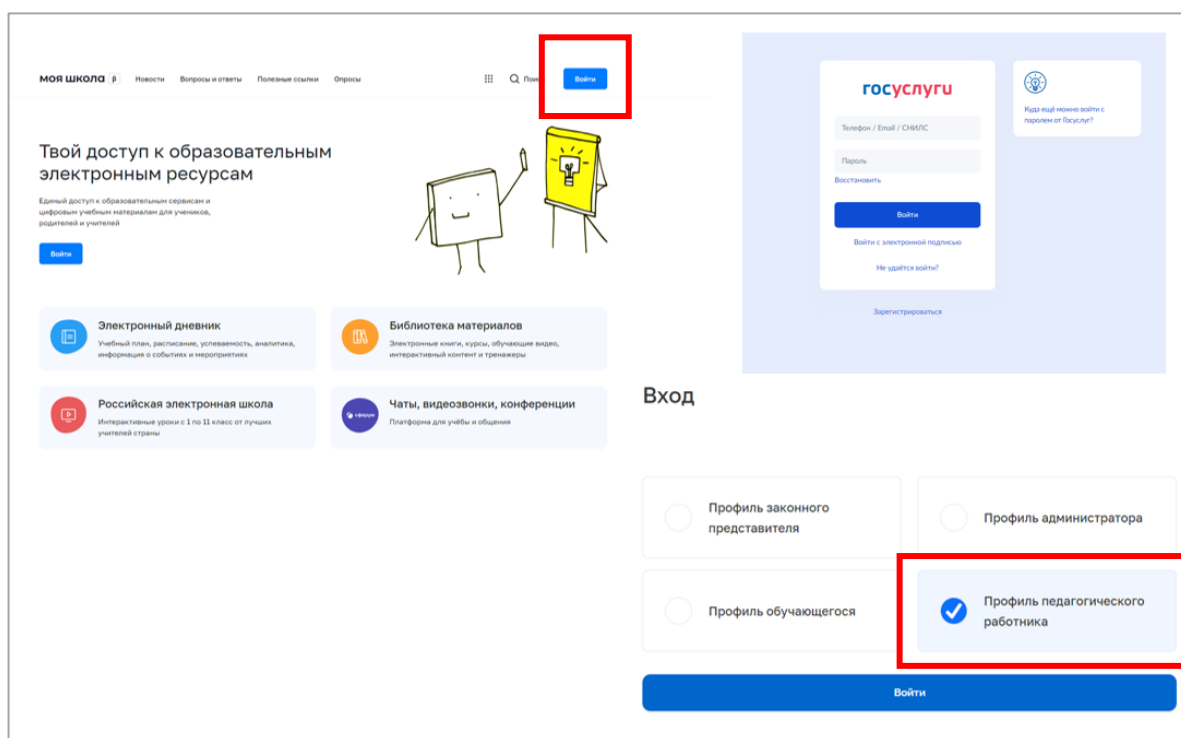 моя школа β Новости Вопросы и ответы Полезные ссылки Опросы
Войти
Твой доступ к образовательным
электронным ресурсам
Единый доступ к образовательным сервисам и
цифровым учебным материалам для учеников,
родителей и учителей
Войти
Электронный дневник
Учебный план, расписание, успеваемость, аналитика,
информация о событиях и мероприятиях
Библиотека материалов
Электронные книги, курсы, обучающие видео,
интерактивный контент и тренажеры
Российская электронная школа
Интерактивные уроки с 1 по 11 класс от лучших
учителей страны
сферум
Чаты, видеозвонки, конференции
Платформа для учёбы и общения
госуслуги
Телефон / Email / СНИЛС
Пароль
Восстановить
Войти
Войти с электронной подписью
Не удаётся войти?
Зарегистрироваться
Куда ещё можно войти с
паролем от Госуслуг?
Вход
Профиль законного
представителя
Профиль администратора
Профиль обучающегося
Профиль педагогического
работника
Войти